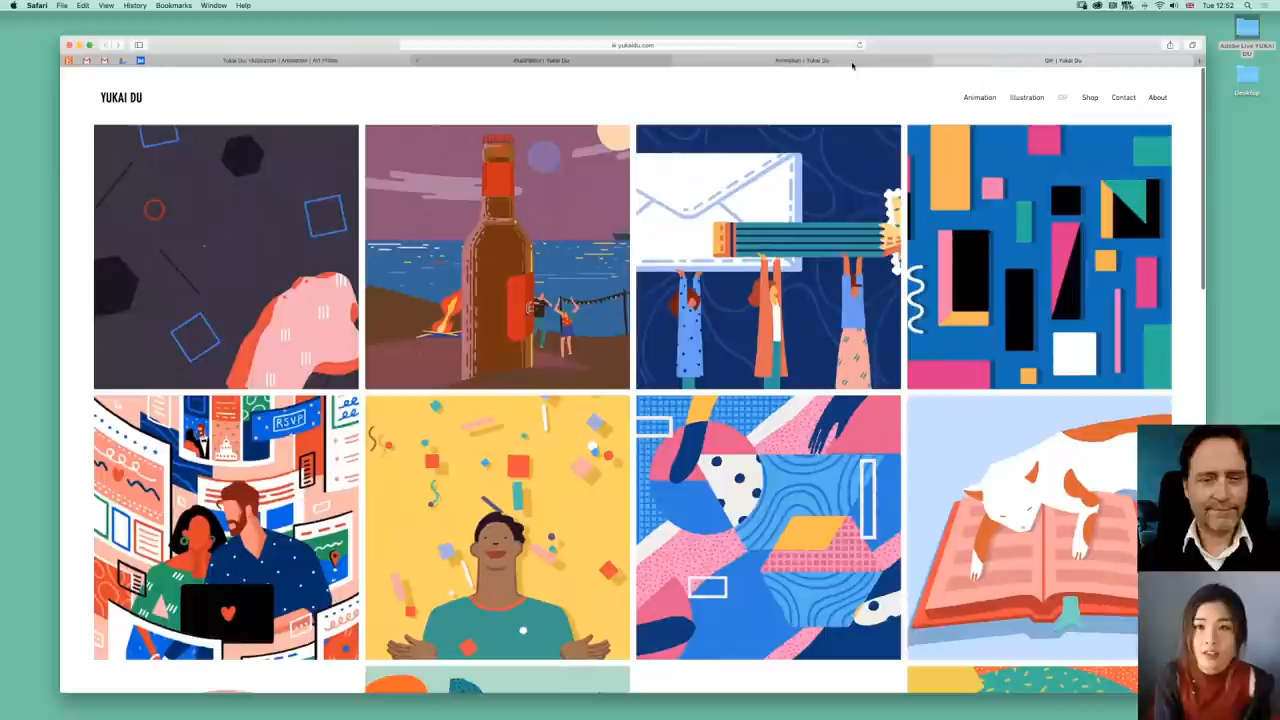 Safari File Edit View History Bookmarks Window Help
Tue 12:52
yukaidu.com
Yukai Du: Illustration | Animation | Art Prints
Illustration | Yukai Du
Animation | Yukai Du
GIF | Yukai Du
Adobe Live YUKAI
DU
Desktop
YUKAI DU
Animation
Illustration
GIF
Shop
Contact
About
RSVP